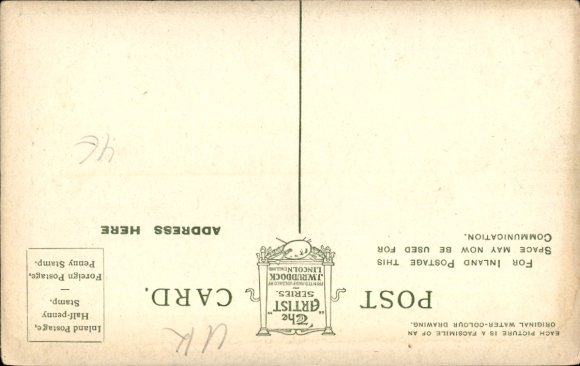 EACH PICTURE IS A FACSIMILE OF AN
ORIGINAL WATER-COLOUR DRAWING.
POST
CARD.
The
"ARTIST"
SERIES.
J.W.RUDDOCK
LINCOLN
Inland Postage,
Half-penny
Stamp.
—
Foreign Postage,
Penny Stamp.
FOR INLAND POSTAGE THIS
SPACE MAY NOW BE USED FOR
COMMUNICATION.
ADDRESS HERE
UK